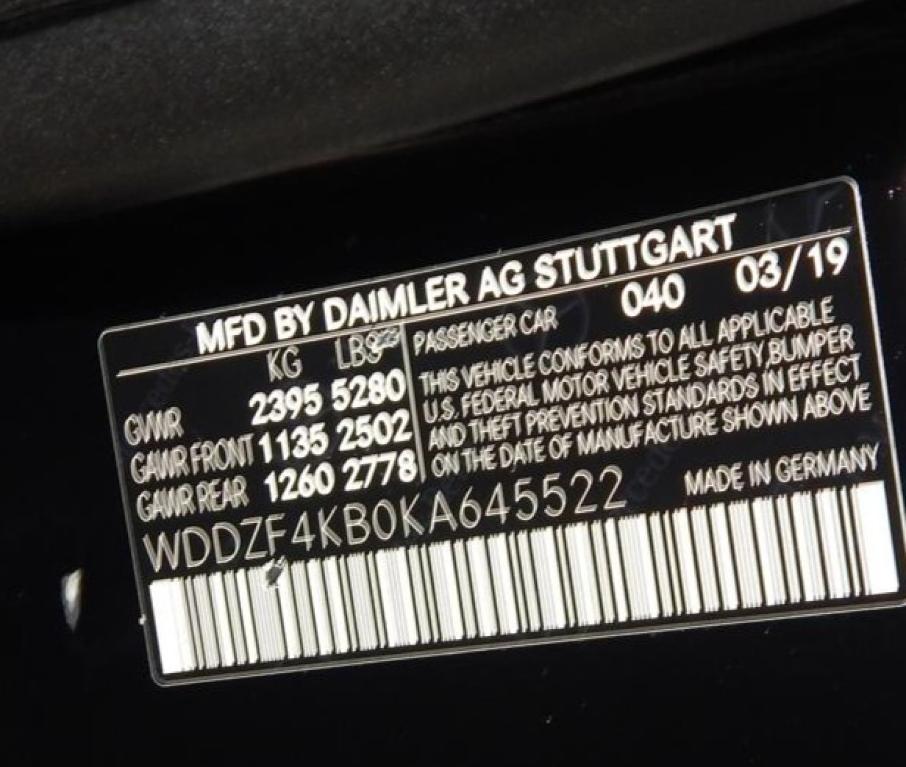 MFD BY DAIMLER AG STUTTGART
KG LBS
GVWR 2395 5280
GAWR FRONT 1135 2502
GAWR REAR 1260 2778
PASSENGER CAR 040 03/19
THIS VEHICLE CONFORMS TO ALL APPLICABLE
U.S. FEDERAL MOTOR VEHICLE SAFETY,BUMPER
AND THEFT PREVENTION STANDARDS IN EFFECT
ON THE DATE OF MANUFACTURE SHOWN ABOVE
WDDZF4KB0KA645522 MADE IN GERMANY